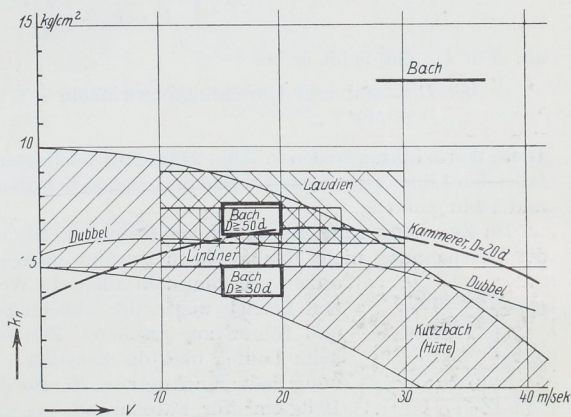 15
kg/cm²
Bach
10
Laudien
Bach
D≧50d
Dubbel
Kammerer, D=20d
Lindner
5
Bach
D≧30d
Dubbel
Kutzbach
(Hütte)
kn
0
10
20
30
40 m/sek
V